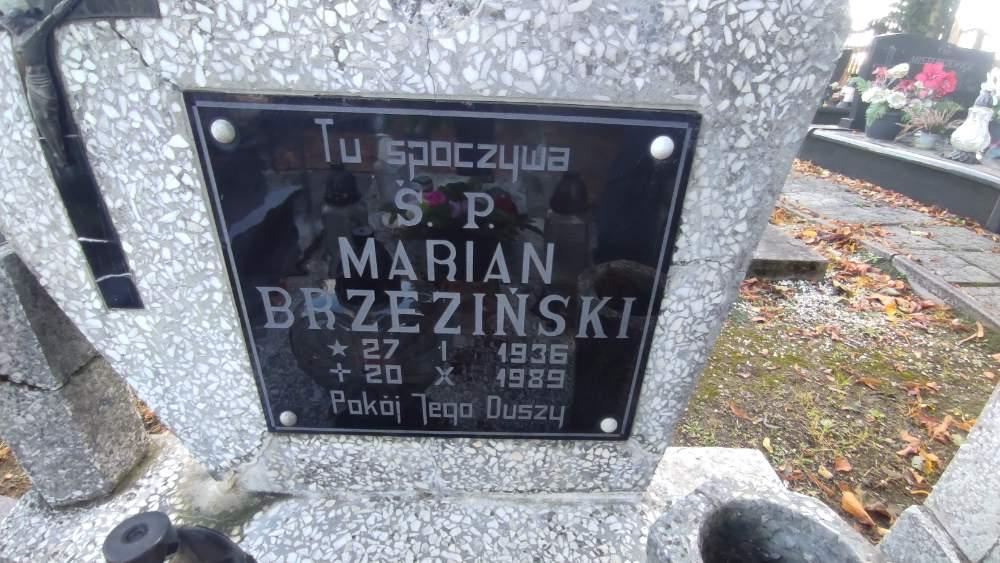 Tu spoczywa
Ś. P.
MARIAN
BRZEZIŃSKI
★ 27 I 1936
✝ 20 X 1989
Pokój Jego Duszy